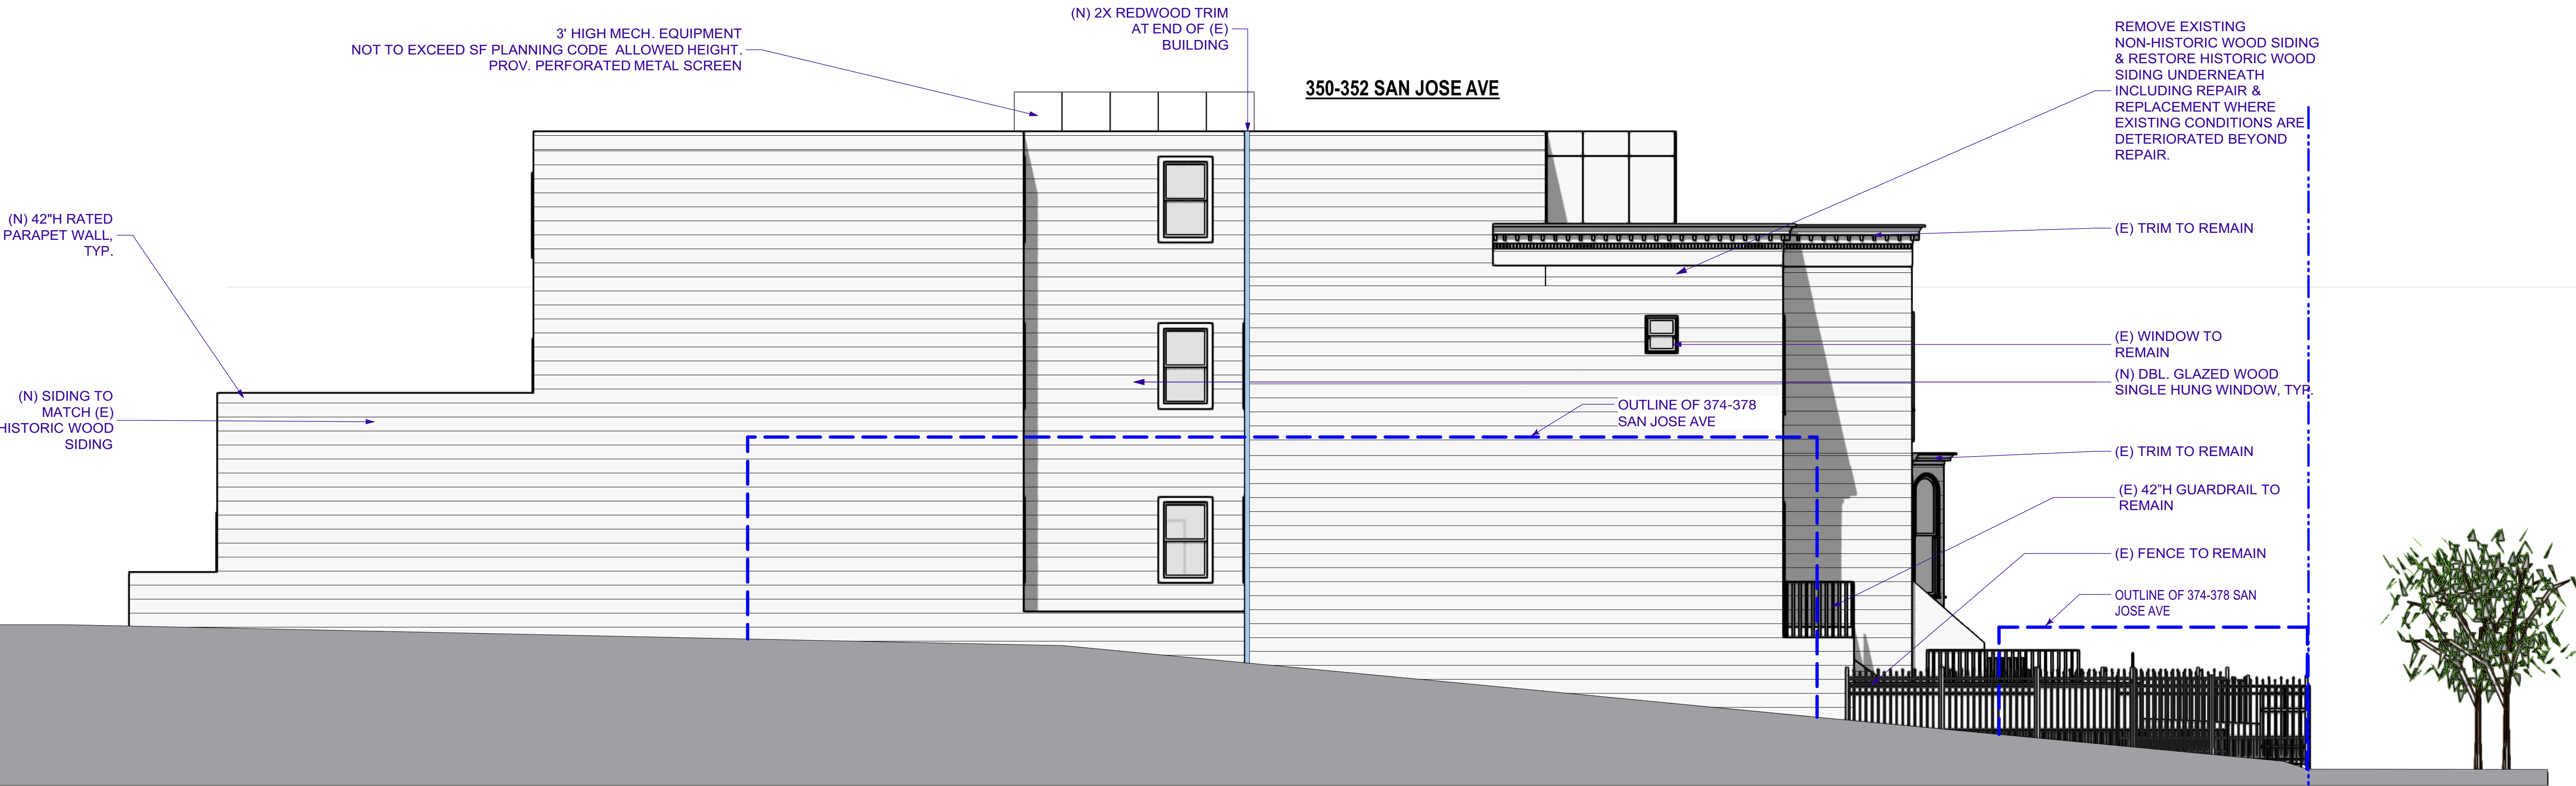 (N) 2X REDWOOD TRIM
AT END OF (E)
BUILDING
3' HIGH MECH. EQUIPMENT
NOT TO EXCEED SF PLANNING CODE ALLOWED HEIGHT.
PROV. PERFORATED METAL SCREEN
350-352 SAN JOSE AVE
REMOVE EXISTING
NON-HISTORIC WOOD SIDING
& RESTORE HISTORIC WOOD
SIDING UNDERNEATH
INCLUDING REPAIR &
REPLACEMENT WHERE
EXISTING CONDITIONS ARE
DETERIORATED BEYOND
REPAIR.
(N) 42"H RATED
PARAPET WALL,
TYP.
(E) TRIM TO REMAIN
(E) WINDOW TO
REMAIN
(N) DBL. GLAZED WOOD
SINGLE HUNG WINDOW, TYP.
(N) SIDING TO
MATCH (E)
HISTORIC WOOD
SIDING
OUTLINE OF 374-378
SAN JOSE AVE
(E) TRIM TO REMAIN
(E) 42"H GUARDRAIL TO
REMAIN
(E) FENCE TO REMAIN
OUTLINE OF 374-378 SAN
JOSE AVE